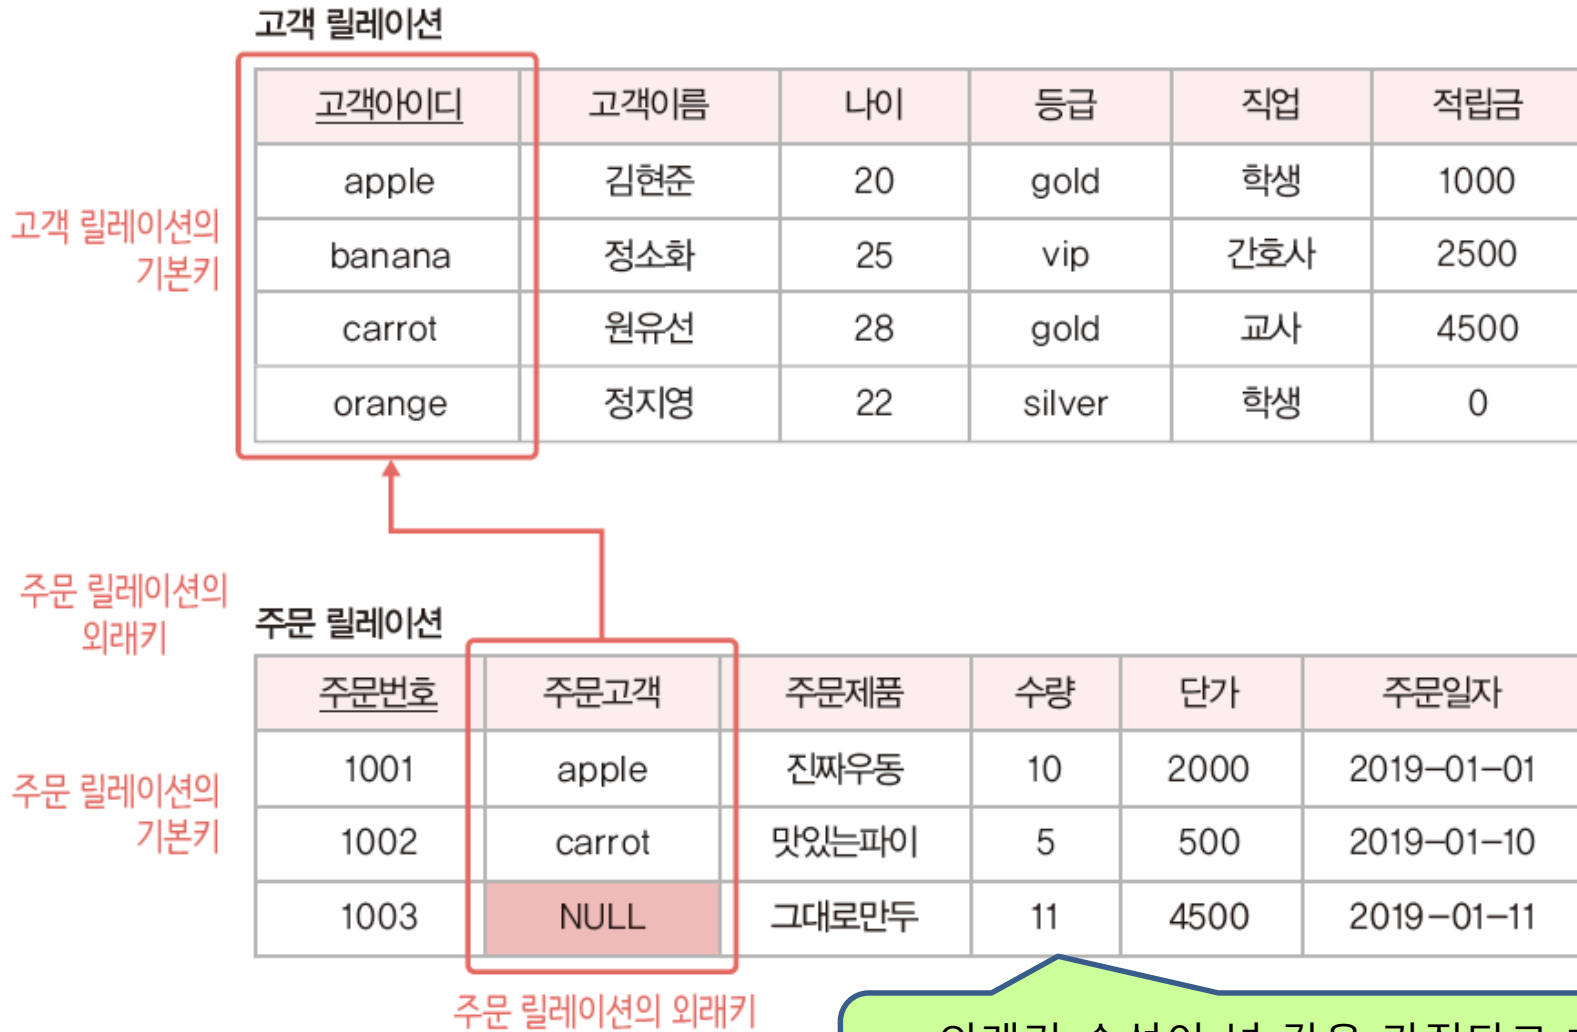 고객 릴레이션
고객아이디 고객이름 나이 등급 직업 적립금
apple 김현준 20 gold 학생 1000
고객 릴레이션의
기본키
banana 정소화 25 vip 간호사 2500
carrot 원유선 28 gold 교사 4500
orange 정지영 22 silver 학생 0
주문 릴레이션의
외래키
주문 릴레이션
주문번호 주문고객 주문제품 수량 단가 주문일자
1001 apple 진짜우동 10 2000 2019-01-01
주문 릴레이션의
기본키
1002 carrot 맛있는파이 5 500 2019-01-10
1003 NULL 그대로만두 11 4500 2019-01-11
주문 릴레이션의 외래키